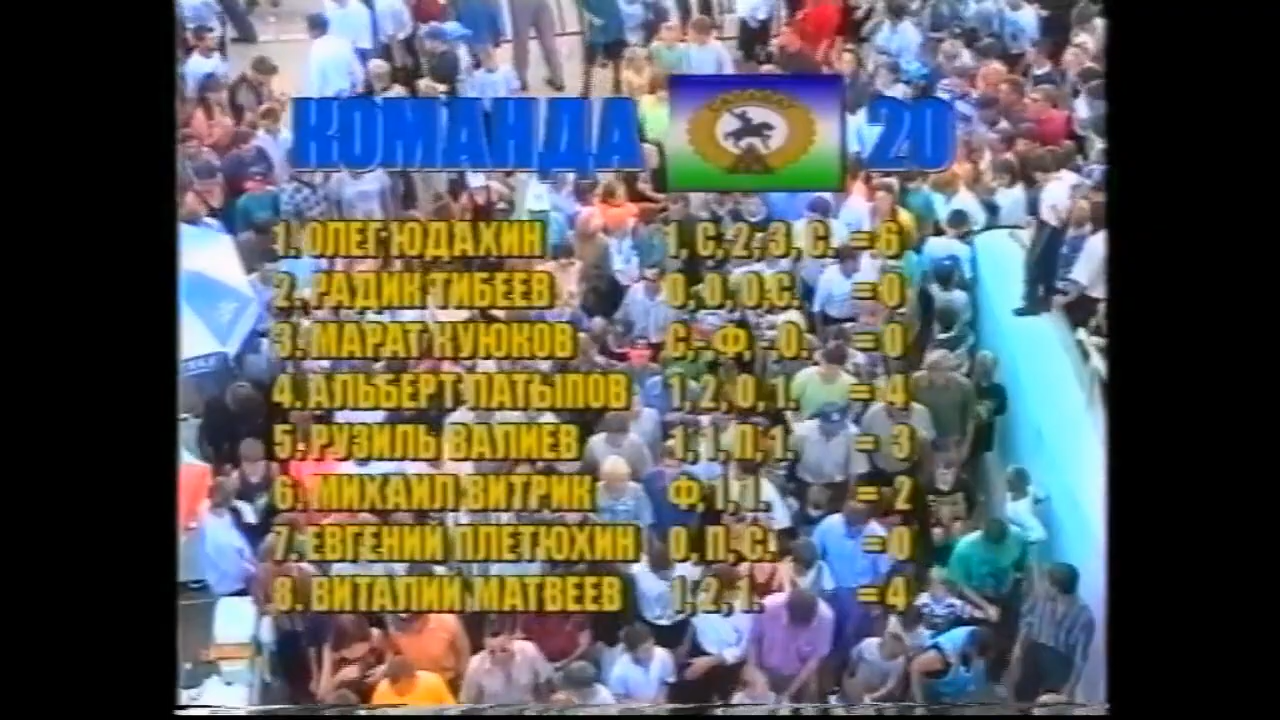 КОМАНДА 20
1. ОЛЕГ ЮДАХИН 1, С, 2, 3, С. = 6
2. РАДИК ТИБЕЕВ 0, 0, 0,С. = 0
3. МАРАТ КУЮКОВ С,- Ф, - 0. = 0
4. АЛЬБЕРТ ЛАТЫПОВ 1, 2, 0, 1. = 4
5. РУЗИЛЬ ВАЛИЕВ 1, 1, П, 1. = 3
6. МИХАИЛ ВИТРИК Ф, 1, 1. = 2
7. ЕВГЕНИЙ ПЛЕТЮХИН 0, П, С. = 0
8. ВИТАЛИЙ МАТВЕЕВ 1, 2, 1. = 4